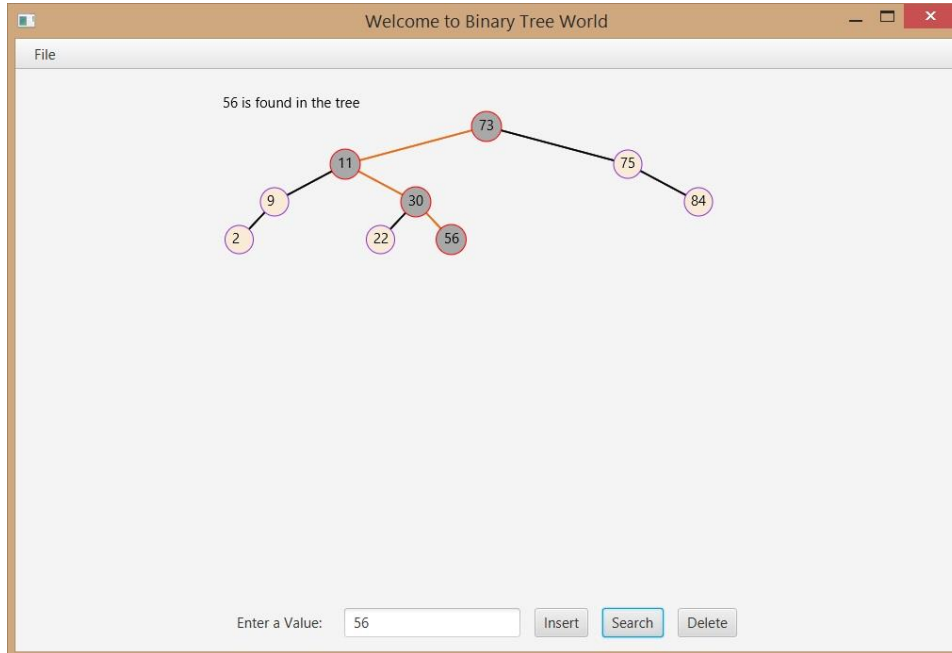 Welcome to Binary Tree World
File
56 is found in the tree
73
11 75
9 30 84
2 22 56
Enter a Value: 56 Insert Search Delete